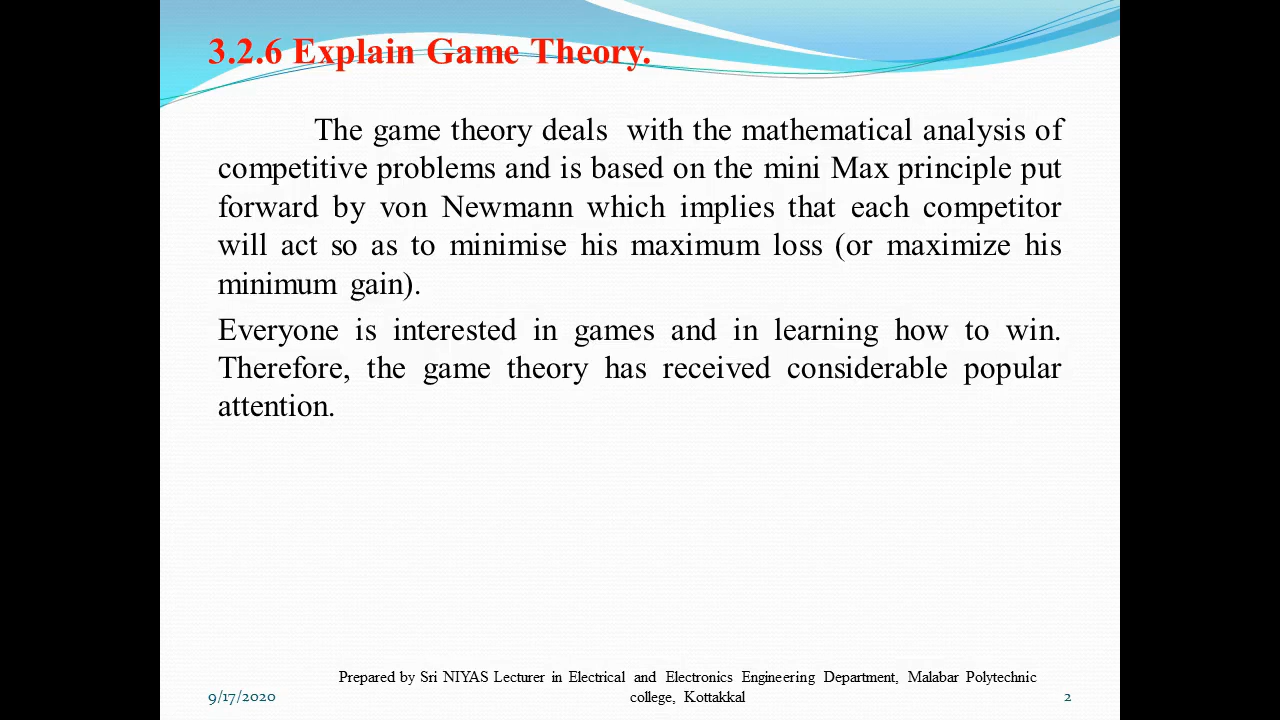 3.2.6 Explain Game Theory.
The game theory deals with the mathematical analysis of
competitive problems and is based on the mini Max principle put
forward by von Newmann which implies that each competitor
will act so as to minimise his maximum loss (or maximize his
minimum gain).
Everyone is interested in games and in learning how to win.
Therefore, the game theory has received considerable popular
attention.
Prepared by Sri NIYAS Lecturer in Electrical and Electronics Engineering Department, Malabar Polytechnic
college, Kottakkal
9/17/2020
2